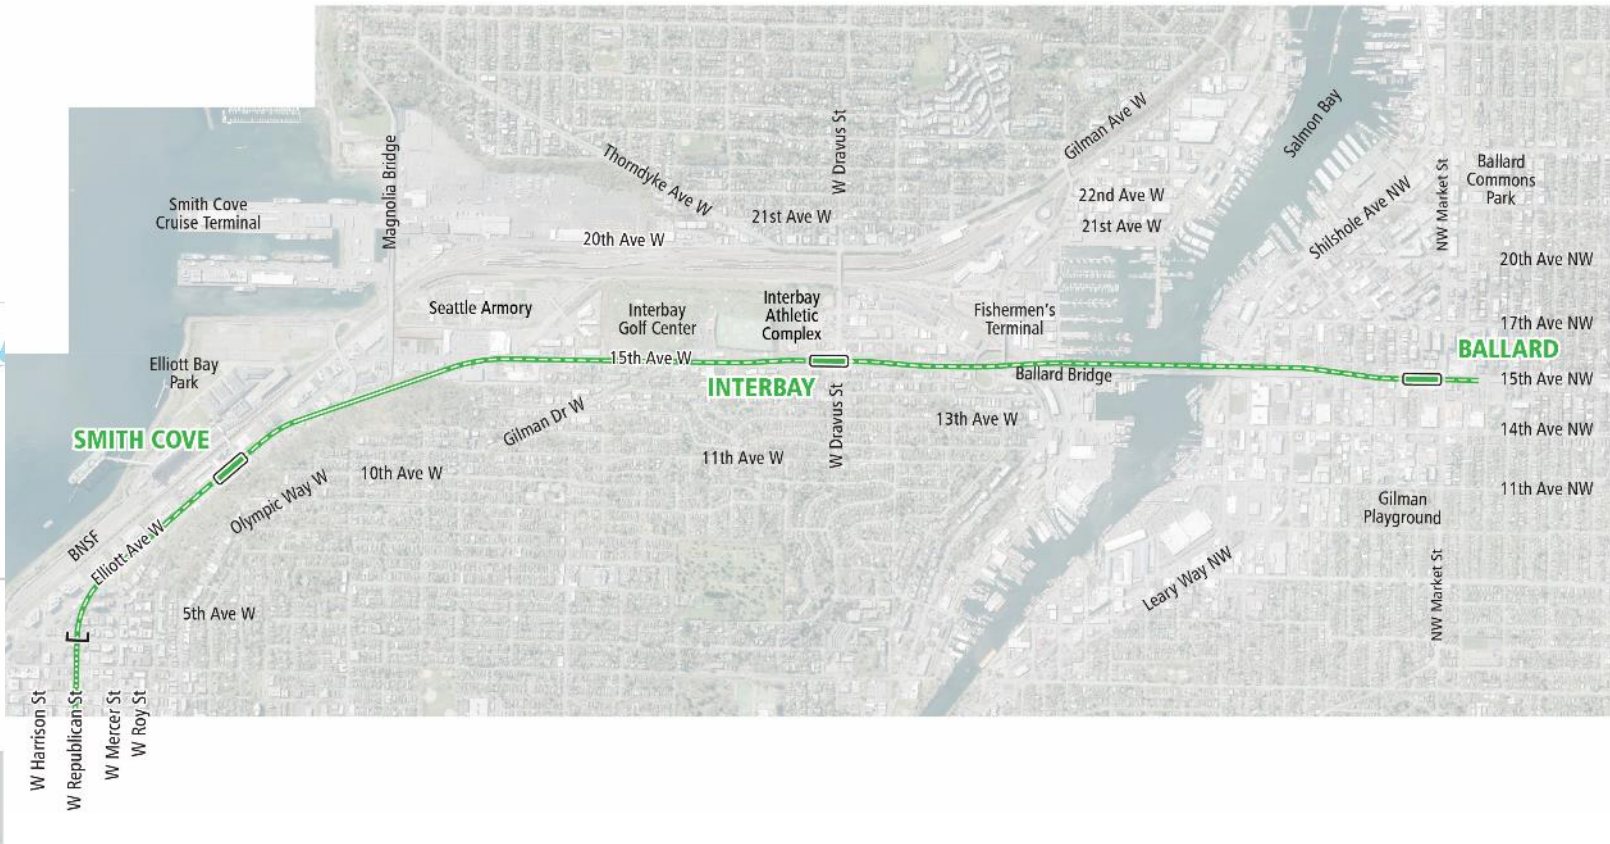 Magnolia Bridge
Thorndyke Ave W
W Dravus St
Gilman Ave W
Salmon Bay
Smith Cove
Cruise Terminal
21st Ave W
20th Ave W
22nd Ave W
21st Ave W
Shilshole Ave NW
NW Market St
Ballard
Commons
Park
20th Ave NW
17th Ave NW
Seattle Armory
Interbay
Golf Center
Interbay
Athletic
Complex
Fishermen's
Terminal
BALLARD
15th Ave NW
Elliott Bay
Park
15th Ave W
INTERBAY
Ballard Bridge
SMITH COVE
Gilman Dr W
W Dravus St
13th Ave W
14th Ave NW
10th Ave W
11th Ave W
11th Ave NW
Olympic Way W
Gilman
Playground
BNSF
Elliott Ave W
5th Ave W
Leary Way NW
NW Market St
W Harrison St
W Republican St
W Mercer St
W Roy St